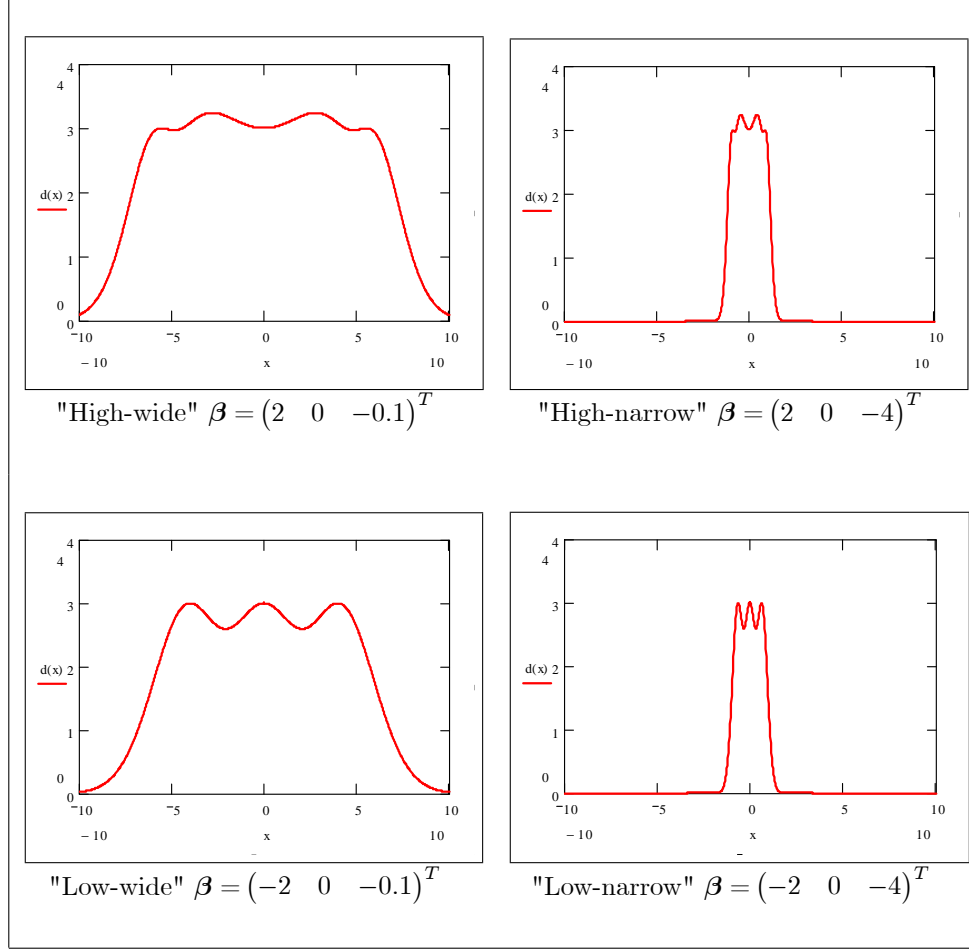 4
4
3
d(x) 2
1
0
0
−10 −5 0 5 10
− 10 x 10
"High-wide" β = (2 0 −0.1)^T
4
4
3
d(x) 2
1
0
0
−10 −5 0 5 10
− 10 x 10
"High-narrow" β = (2 0 −4)^T
4
4
3
d(x) 2
1
0
0
−10 −5 0 5 10
− 10 x 10
"Low-wide" β = (−2 0 −0.1)^T
4
4
3
d(x) 2
1
0
0
−10 −5 0 5 10
− 10 x 10
"Low-narrow" β = (−2 0 −4)^T